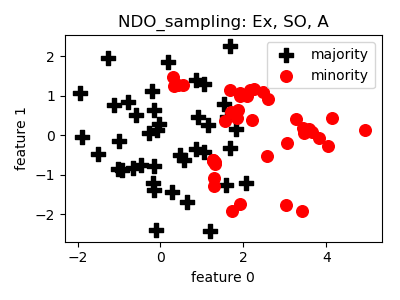 NDO_sampling: Ex, SO, A
majority
minority
feature 1
2
1
0
−1
−2
−2
0
2
4
feature 0